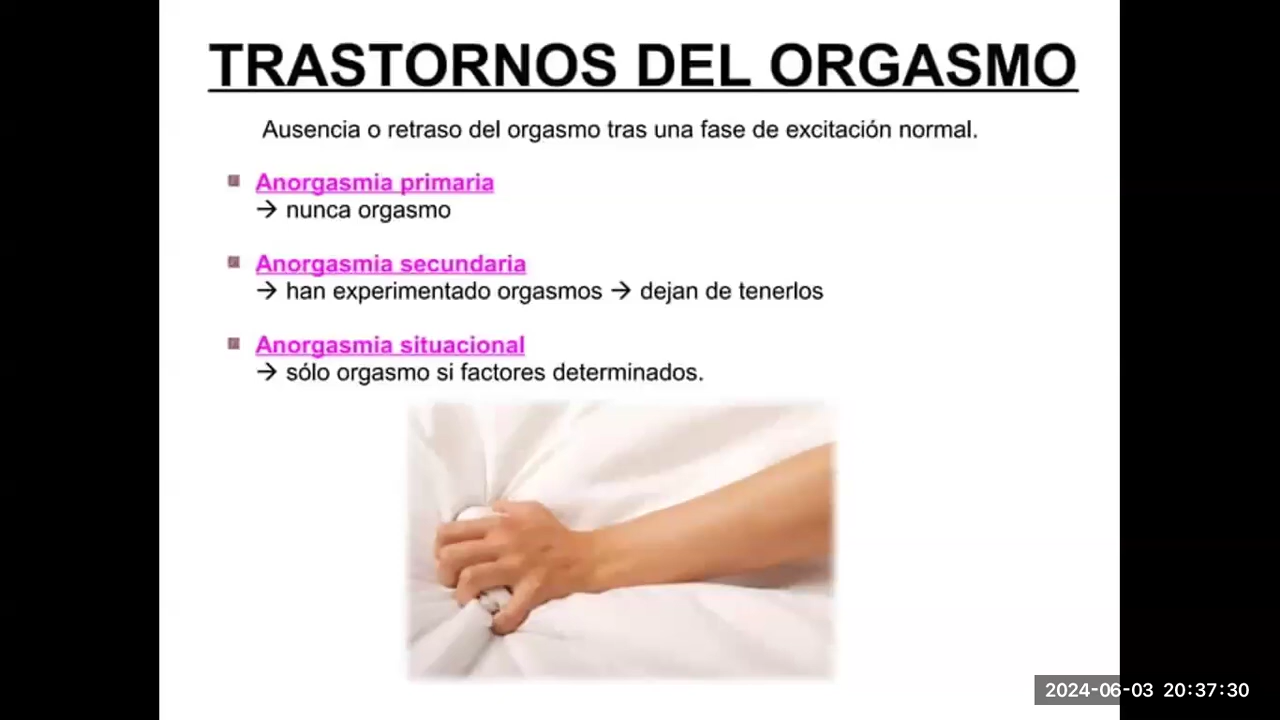 TRASTORNOS DEL ORGASMO
Ausencia o retraso del orgasmo tras una fase de excitación normal.
Anorgasmia primaria
→ nunca orgasmo
Anorgasmia secundaria
→ han experimentado orgasmos → dejan de tenerlos
Anorgasmia situacional
→ sólo orgasmo si factores determinados.
2024-06-03 20:37:30